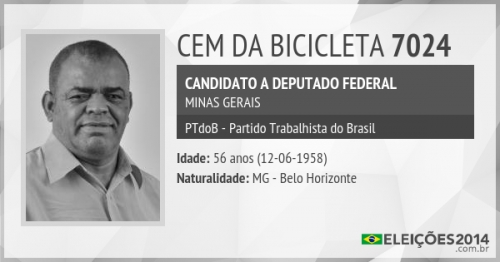 CEM DA BICICLETA 7024
CANDIDATO A DEPUTADO FEDERAL
MINAS GERAIS
PTdoB - Partido Trabalhista do Brasil
Idade: 56 anos (12-06-1958)
Naturalidade: MG - Belo Horizonte
ELEIÇÕES2014
.com.br